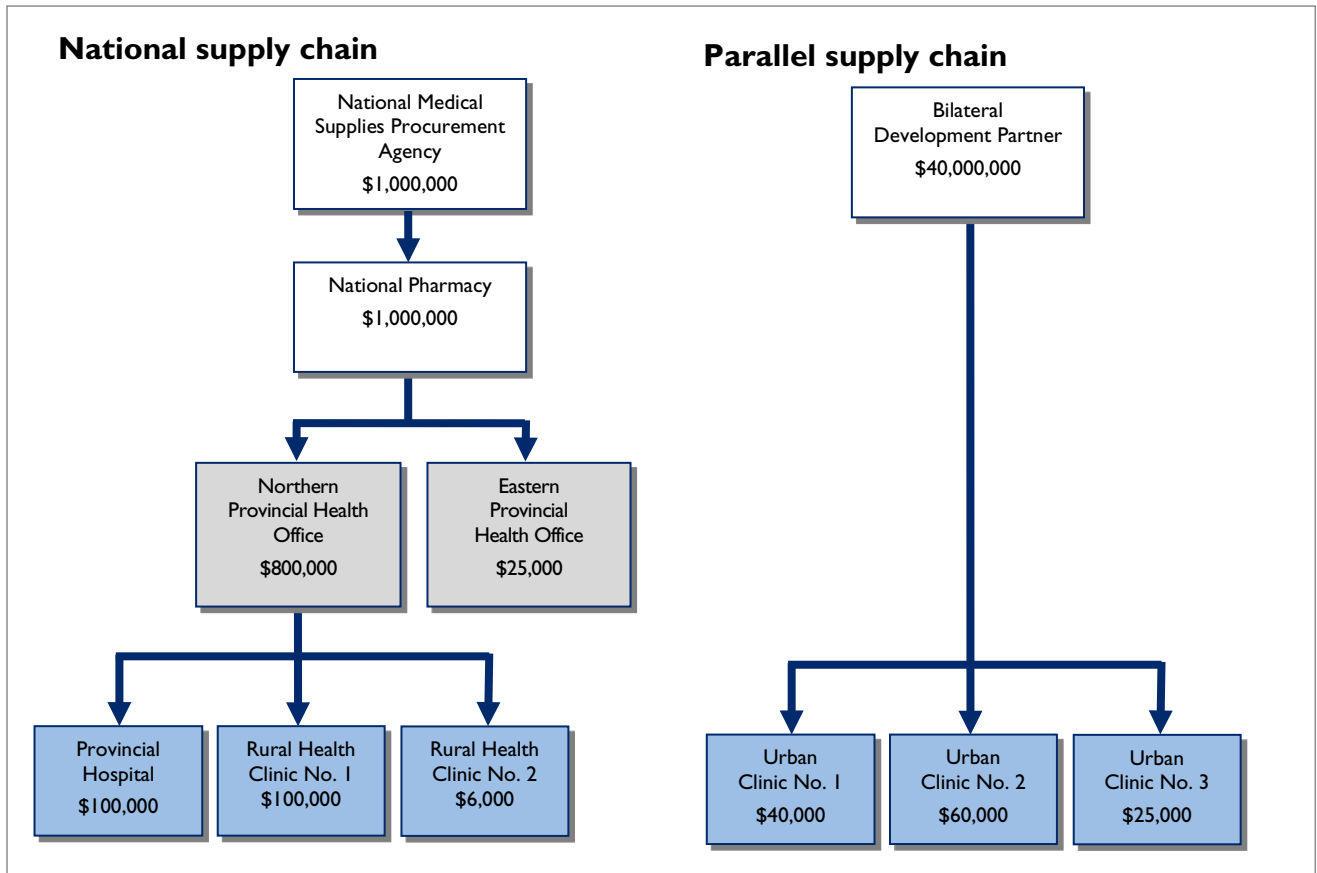 National supply chain
National Medical
Supplies Procurement
Agency
$1,000,000
National Pharmacy
$1,000,000
Northern
Provincial Health
Office
$800,000
Eastern
Provincial
Health Office
$25,000
Provincial
Hospital
$100,000
Rural Health
Clinic No. 1
$100,000
Rural Health
Clinic No. 2
$6,000
Parallel supply chain
Bilateral
Development Partner
$40,000,000
Urban
Clinic No. 1
$40,000
Urban
Clinic No. 2
$60,000
Urban
Clinic No. 3
$25,000